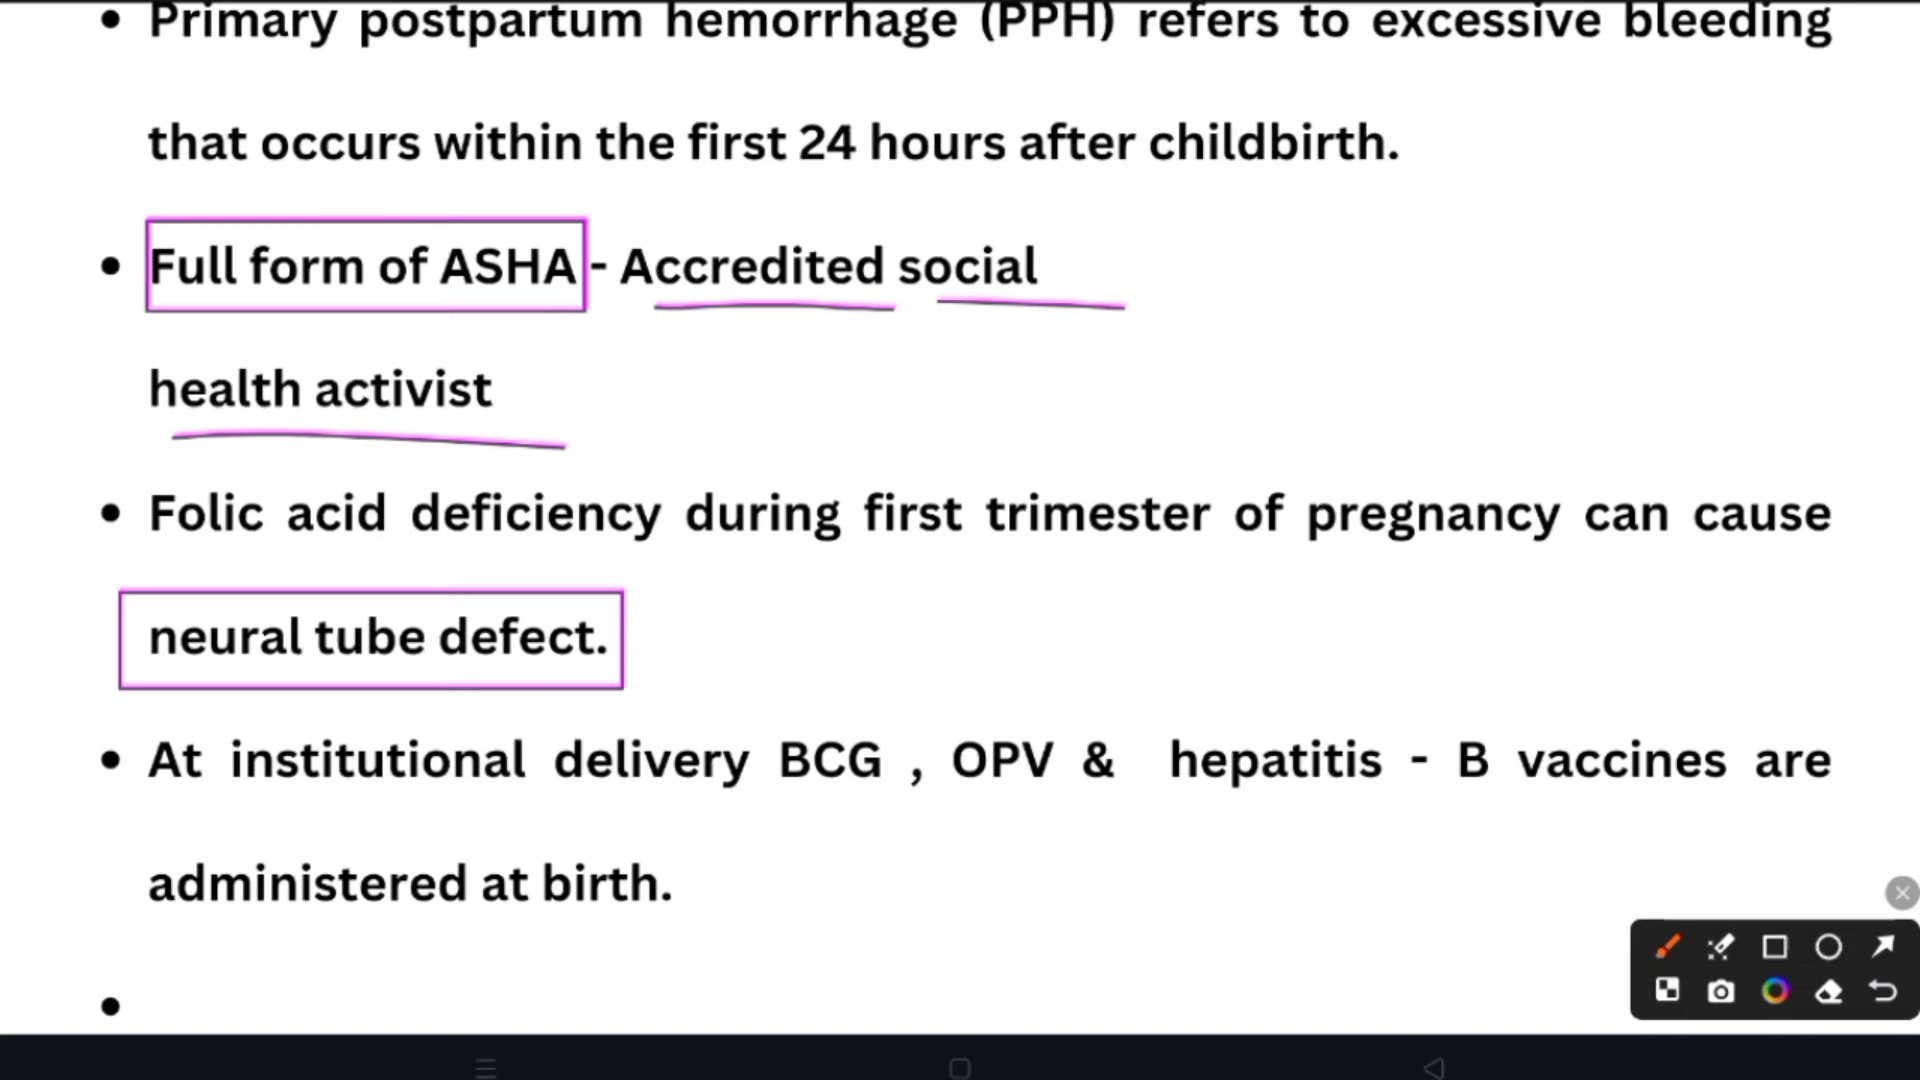 • Primary postpartum hemorrhage (PPH) refers to excessive bleeding
that occurs within the first 24 hours after childbirth.
• Full form of ASHA - Accredited social
health activist
• Folic acid deficiency during first trimester of pregnancy can cause
neural tube defect.
• At institutional delivery BCG , OPV & hepatitis - B vaccines are
administered at birth.
•